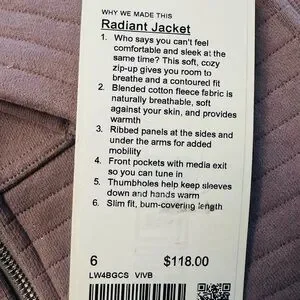 WHY WE MADE THIS
Radiant Jacket
1. Who says you can't feel
comfortable and sleek at the
same time? This soft, cozy
zip-up gives you room to
breathe and a contoured fit
2. Blended cotton fleece fabric is
naturally breathable, soft
against your skin, and provides
warmth
3. Ribbed panels at the sides and
under the arms for added
mobility
4. Front pockets with media exit
so you can tune in
5. Thumbholes help keep sleeves
down and hands warm
6. Slim fit, bum-covering length
6 $118.00
LW4BGCS VIVB